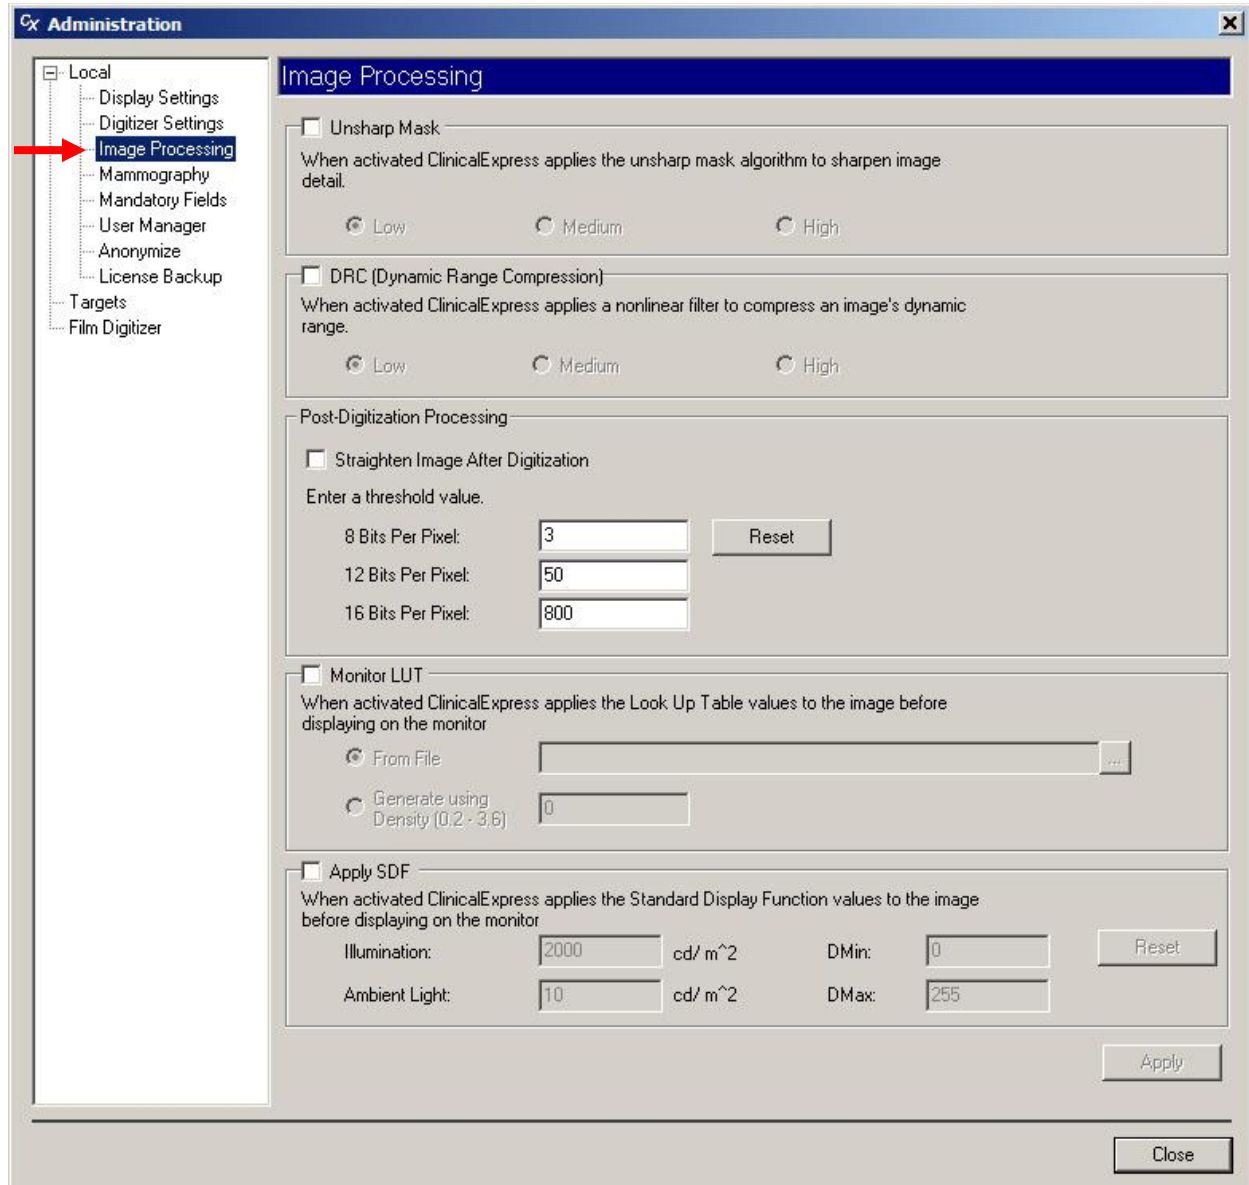 Cx Administration
Local
Display Settings
Digitizer Settings
Image Processing
Mammography
Mandatory Fields
User Manager
Anonymize
License Backup
Targets
Film Digitizer
Image Processing
Unsharp Mask
When activated ClinicalExpress applies the unsharp mask algorithm to sharpen image
detail.
Low Medium High
DRC (Dynamic Range Compression)
When activated ClinicalExpress applies a nonlinear filter to compress an image's dynamic
range.
Low Medium High
Post-Digitization Processing
Straighten Image After Digitization
Enter a threshold value.
8 Bits Per Pixel: 3 Reset
12 Bits Per Pixel: 50
16 Bits Per Pixel: 800
Monitor LUT
When activated ClinicalExpress applies the Look Up Table values to the image before
displaying on the monitor
From File ...
Generate using
Density (0.2 - 3.6) 0
Apply SDF
When activated ClinicalExpress applies the Standard Display Function values to the image
before displaying on the monitor
Illumination: 2000 cd/ m^2 DMin: 0 Reset
Ambient Light: 10 cd/ m^2 DMax: 255
Apply
Close